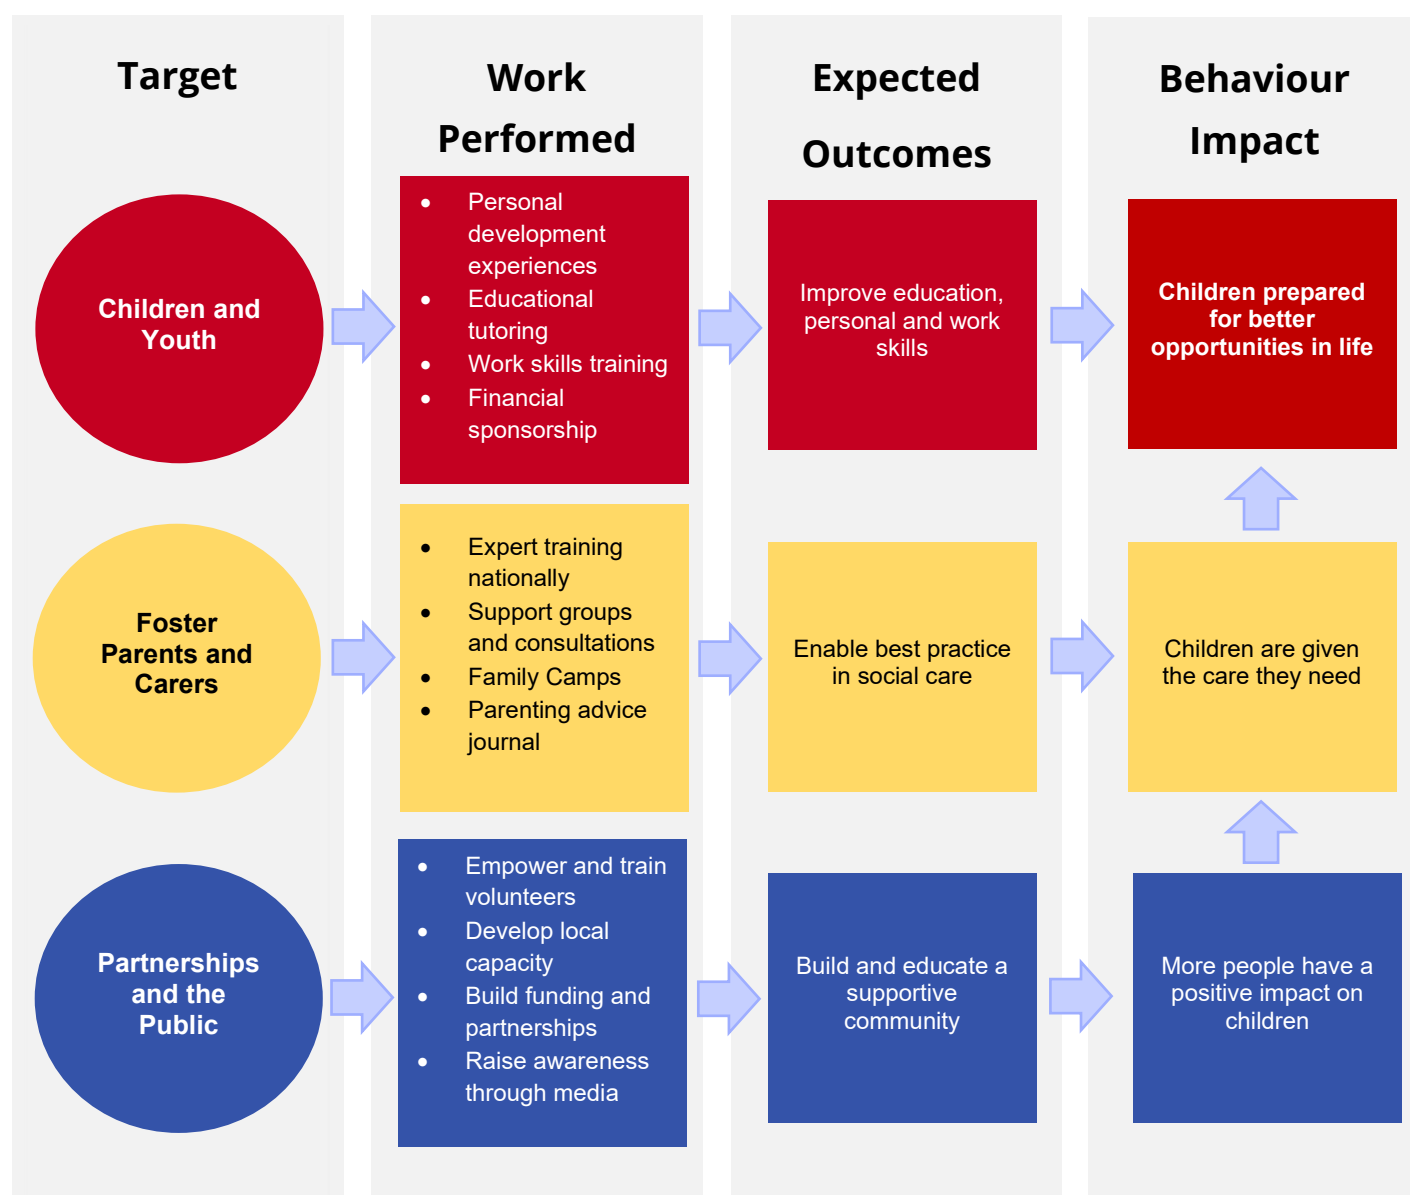 Target
Work
Performed
Expected
Outcomes
Behaviour
Impact
Children and
Youth
• Personal
development
experiences
• Educational
tutoring
• Work skills training
• Financial
sponsorship
Improve education,
personal and work
skills
Children prepared
for better
opportunities in life
Foster
Parents and
Carers
• Expert training
nationally
• Support groups
and consultations
• Family Camps
• Parenting advice
journal
Enable best practice
in social care
Children are given
the care they need
Partnerships
and the
Public
• Empower and train
volunteers
• Develop local
capacity
• Build funding and
partnerships
• Raise awareness
through media
Build and educate a
supportive
community
More people have a
positive impact on
children